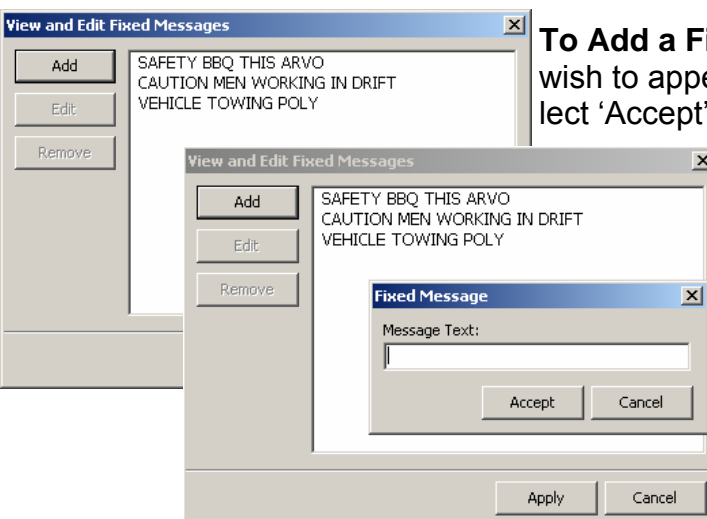 View and Edit Fixed Messages
Add
Edit
Remove
SAFETY BBQ THIS ARVO
CAUTION MEN WORKING IN DRIFT
VEHICLE TOWING POLY
To Add a Fi
wish to appe
lect ‘Accept’
View and Edit Fixed Messages
Add
Edit
Remove
SAFETY BBQ THIS ARVO
CAUTION MEN WORKING IN DRIFT
VEHICLE TOWING POLY
Fixed Message
Message Text:
Accept Cancel
Apply Cancel